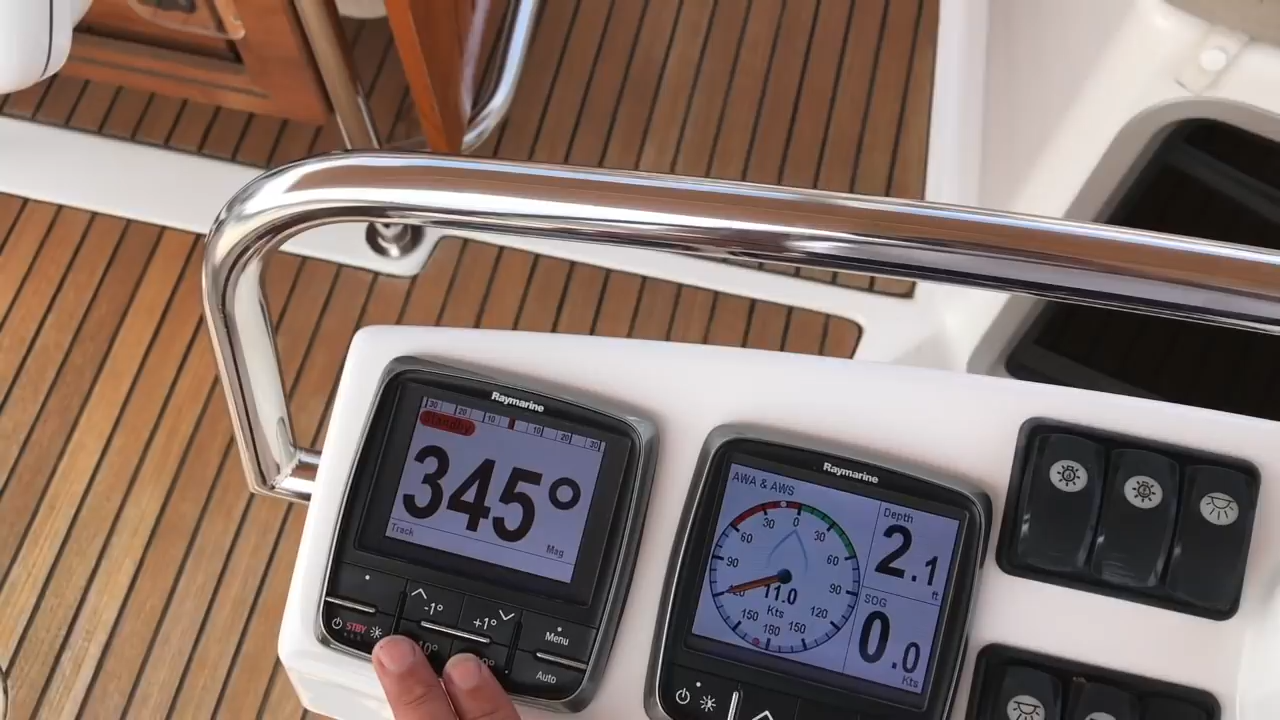 Raymarine
30 20 10 10 20 30
Standby
345°
Track
Mag
-1°
+1°
STBY
Menu
10°
Auto
Raymarine
AWA & AWS
0
30 30
60 60
90 90
11.0
Kts
120
150 150
180
Depth
2.1
ft
SOG
0.0
Kts